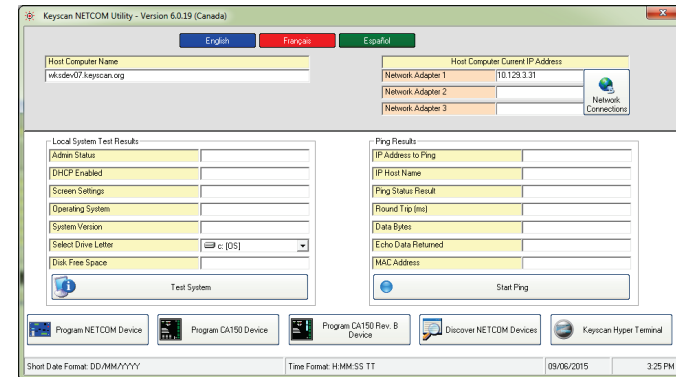 Keyscan NETCOM Utility - Version 6.0.19 (Canada)
English Français Español
Host Computer Name
wksdev07.keyscan.org
Host Computer Current IP Address
Network Adapter 1 10.129.3.31
Network Adapter 2
Network Adapter 3
Network Connections
Local System Test Results
Admin Status
DHCP Enabled
Screen Settings
Operating System
System Version
Select Drive Letter c: [OS]
Disk Free Space
Test System
Ping Results
IP Address to Ping
IP Host Name
Ping Status Result
Round Trip (ms)
Data Bytes
Echo Data Returned
MAC Address
Start Ping
Program NETCOM Device
Program CA150 Device
Program CA150 Rev. B Device
Discover NETCOM Devices
Keyscan Hyper Terminal
Short Date Format: DD/MM/YYYY Time Format: H:MM:SS TT 09/06/2015 3:25 PM